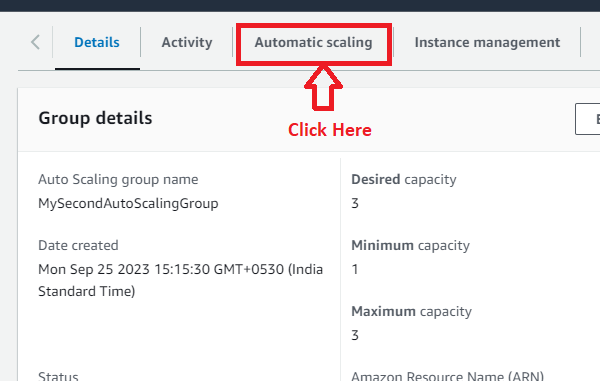 Details
Activity
Automatic scaling
Instance management
Click Here
Group details
Auto Scaling group name
MySecondAutoScalingGroup
Date created
Mon Sep 25 2023 15:15:30 GMT+0530 (India
Standard Time)
Status
Desired capacity
3
Minimum capacity
1
Maximum capacity
3
Amazon Resource Name (ARN)